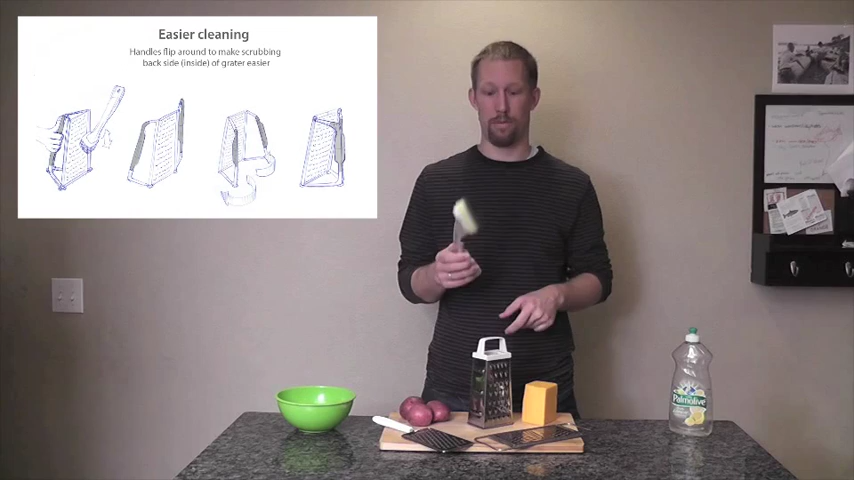 Easier cleaning
Handles flip around to make scrubbing
back side (inside) of grater easier
Palmolive